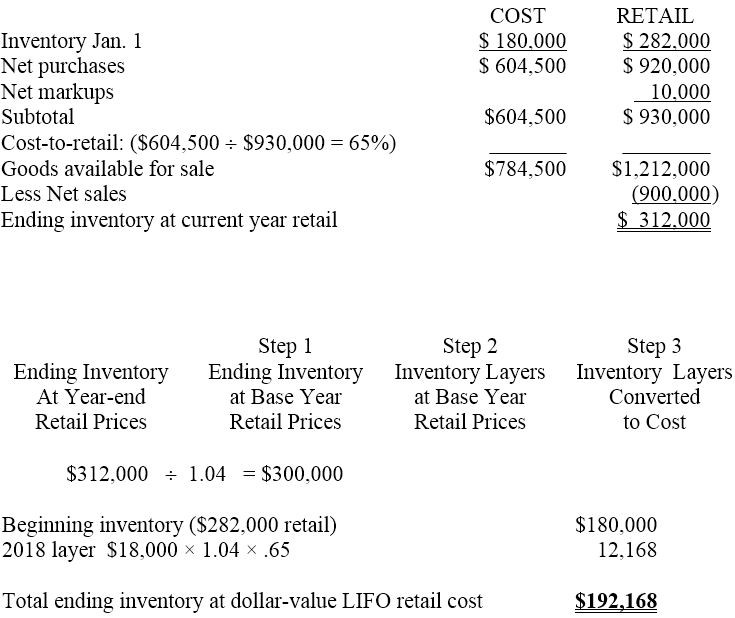 COST RETAIL
Inventory Jan. 1 $ 180,000 $ 282,000
Net purchases $ 604,500 $ 920,000
Net markups 10,000
Subtotal $604,500 $ 930,000
Cost-to-retail: ($604,500 ÷ $930,000 = 65%)
Goods available for sale $784,500 $1,212,000
Less Net sales (900,000)
Ending inventory at current year retail $ 312,000
Step 1 Step 2 Step 3
Ending Inventory Ending Inventory Inventory Layers Inventory Layers
At Year-end at Base Year at Base Year Converted
Retail Prices Retail Prices Retail Prices to Cost
$312,000 ÷ 1.04 = $300,000
Beginning inventory ($282,000 retail) $180,000
2018 layer $18,000 × 1.04 × .65 12,168
Total ending inventory at dollar-value LIFO retail cost $192,168